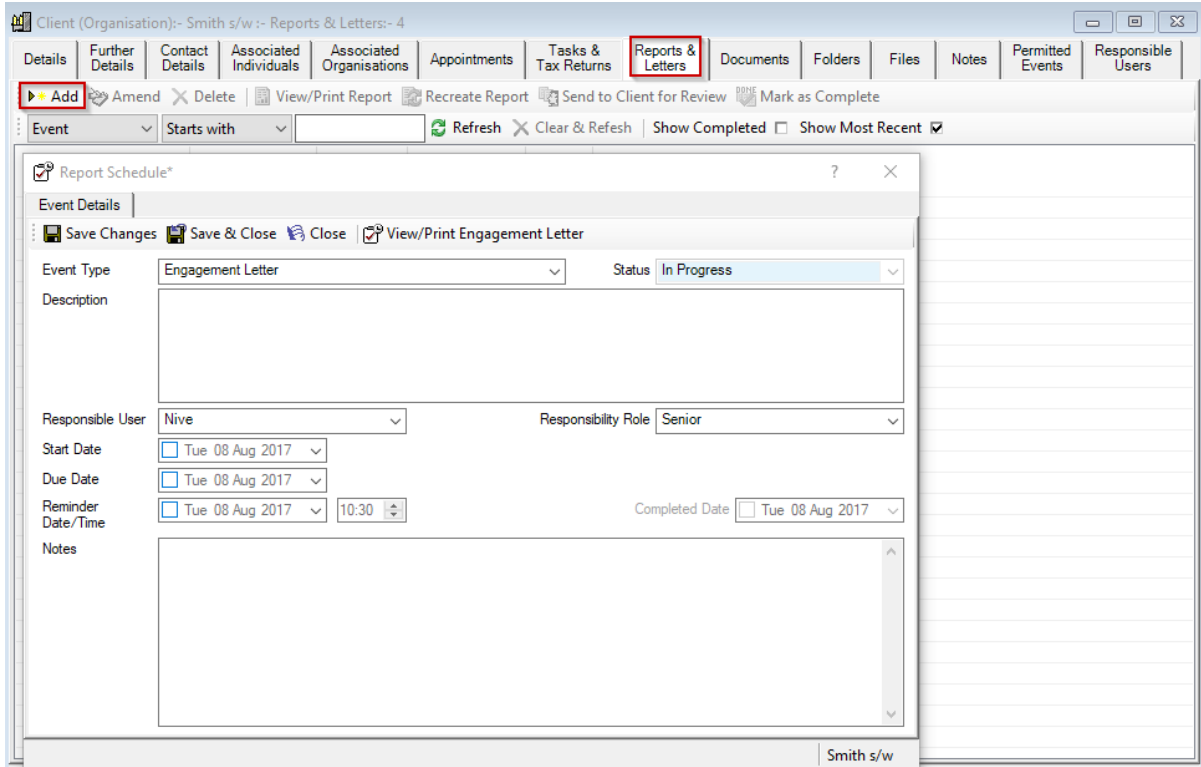 Client (Organisation):- Smith s/w :- Reports & Letters:- 4
Details
Further Details
Contact Details
Associated Individuals
Associated Organisations
Appointments
Tasks & Tax Returns
Reports & Letters
Documents
Folders
Files
Notes
Permitted Events
Responsible Users
Add Amend Delete View/Print Report Recreate Report Send to Client for Review DONE Mark as Complete
Event Starts with Refresh Clear & Refesh Show Completed Show Most Recent
Report Schedule* ?
Event Details
Save Changes Save & Close Close View/Print Engagement Letter
Event Type Engagement Letter Status In Progress
Description
Responsible User Nive Responsibility Role Senior
Start Date Tue 08 Aug 2017
Due Date Tue 08 Aug 2017
Reminder Date/Time Tue 08 Aug 2017 10:30 Completed Date Tue 08 Aug 2017
Notes
Smith s/w